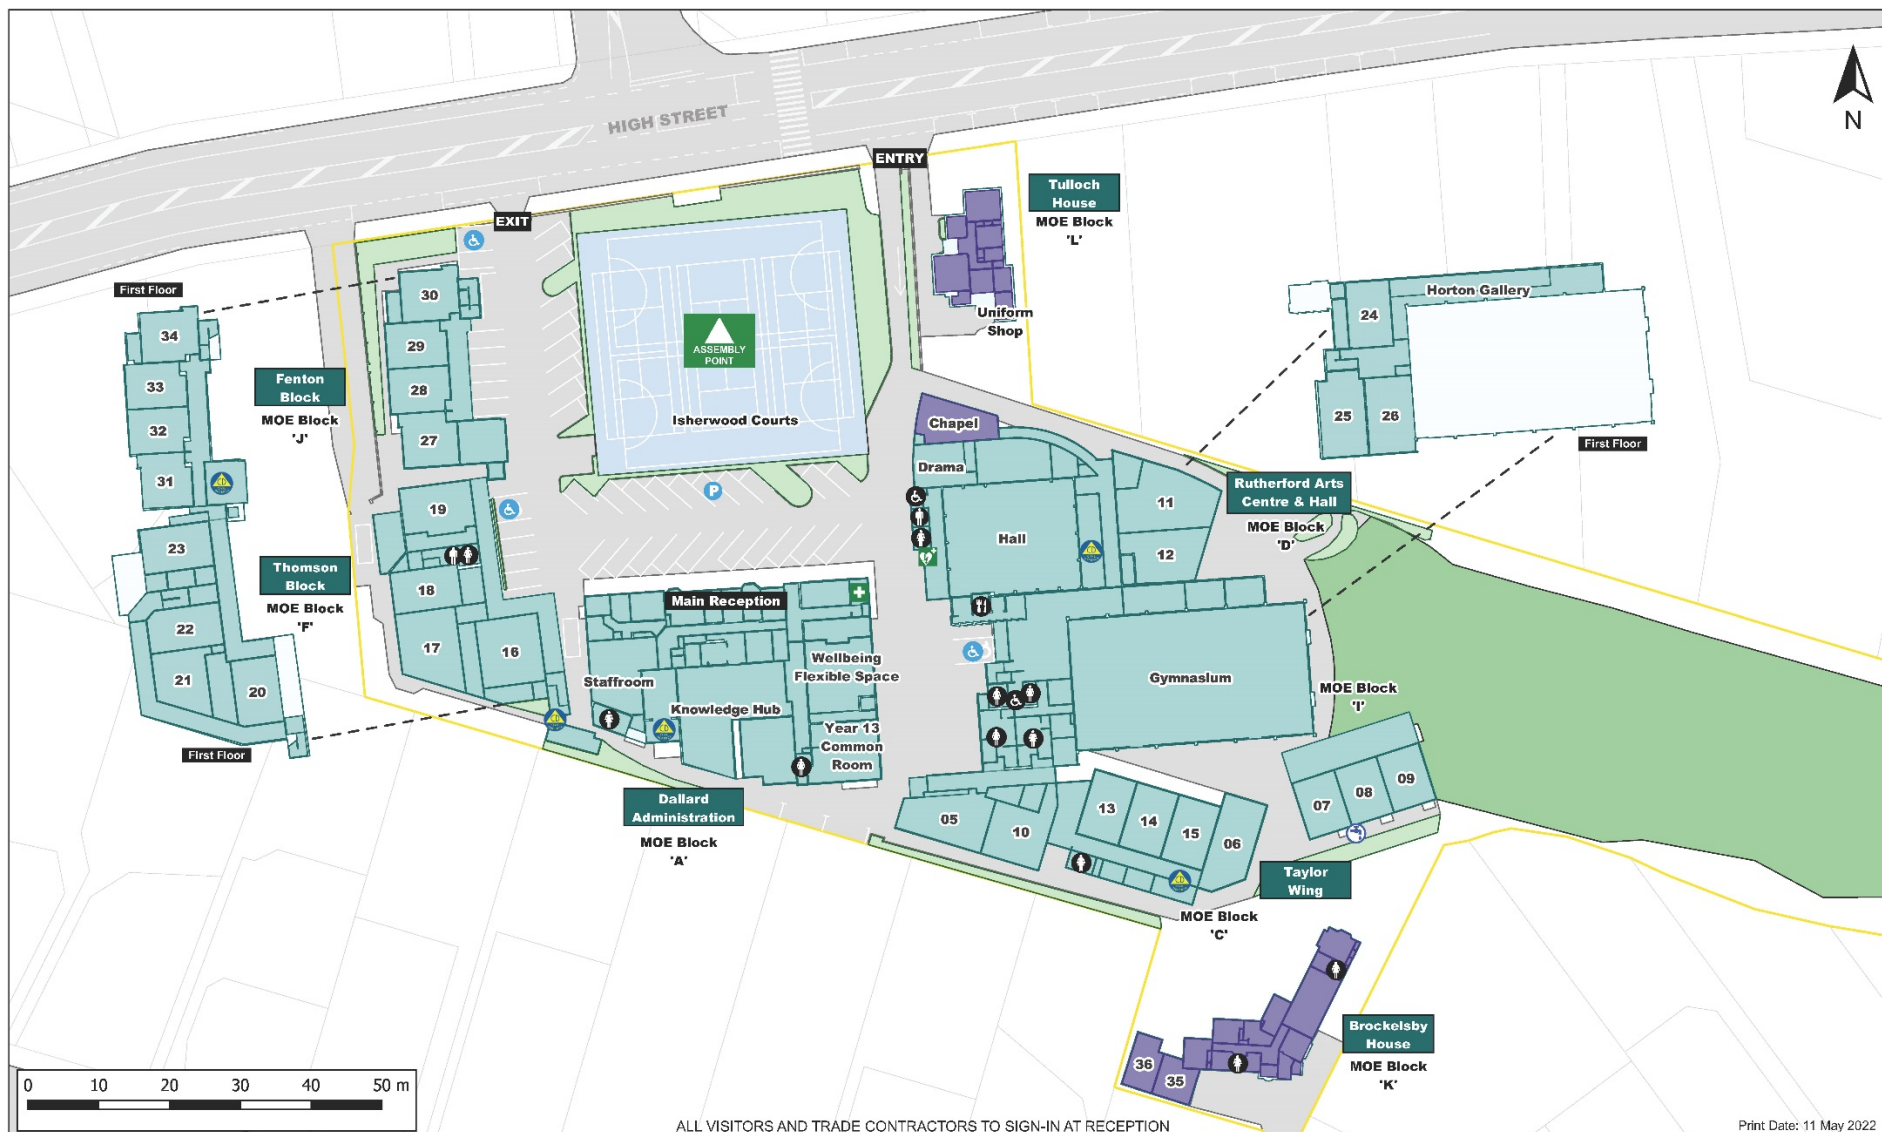 HIGH STREET
N
ENTRY
EXIT
Tulloch
House
MOE Block
'L'
Uniform
Shop
First Floor
34
33
32
31
23
22
21
20
First Floor
Fenton
Block
MOE Block
'J'
Thomson
Block
MOE Block
'F'
30
29
28
27
19
18
17
16
ASSEMBLY
POINT
Isherwood Courts
P
Chapel
Drama
Hall
11
12
Horton Gallery
24
25
26
First Floor
Rutherford Arts
Centre & Hall
MOE Block
'D'
Main Reception
Staffroom
Knowledge Hub
Wellbeing
Flexible Space
Year 13
Common
Room
Gymnasium
MOE Block
'I'
07
08
09
Dallard
Administration
MOE Block
'A'
05
10
13
14
15
06
Taylor
Wing
MOE Block
'C'
Brockelsby
House
MOE Block
'K'
36
35
0 10 20 30 40 50 m
ALL VISITORS AND TRADE CONTRACTORS TO SIGN-IN AT RECEPTION
Print Date: 11 May 2022